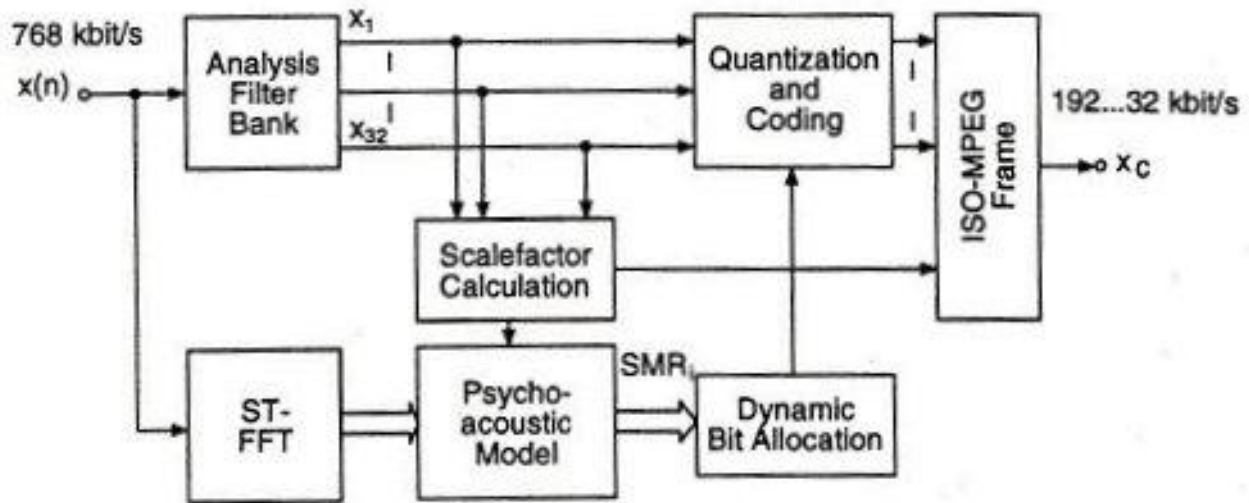 768 kbit/s
x(n)
Analysis
Filter
Bank
x1
x32
Quantization
and
Coding
ISO-MPEG
Frame
192...32 kbit/s
xC
Scalefactor
Calculation
ST-
FFT
Psycho-
acoustic
Model
SMRi
Dynamic
Bit Allocation